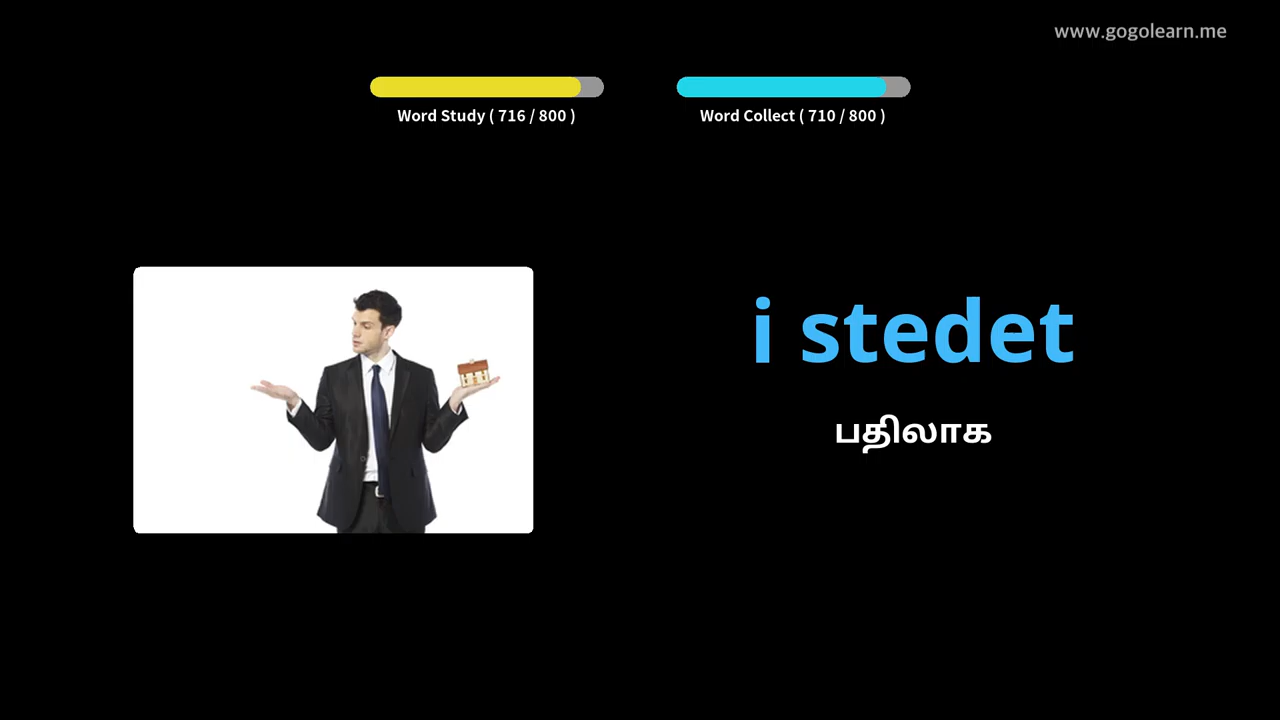 www.gogolearn.me
Word Study ( 716 / 800 )
Word Collect ( 710 / 800 )
i stedet
பதிலாக